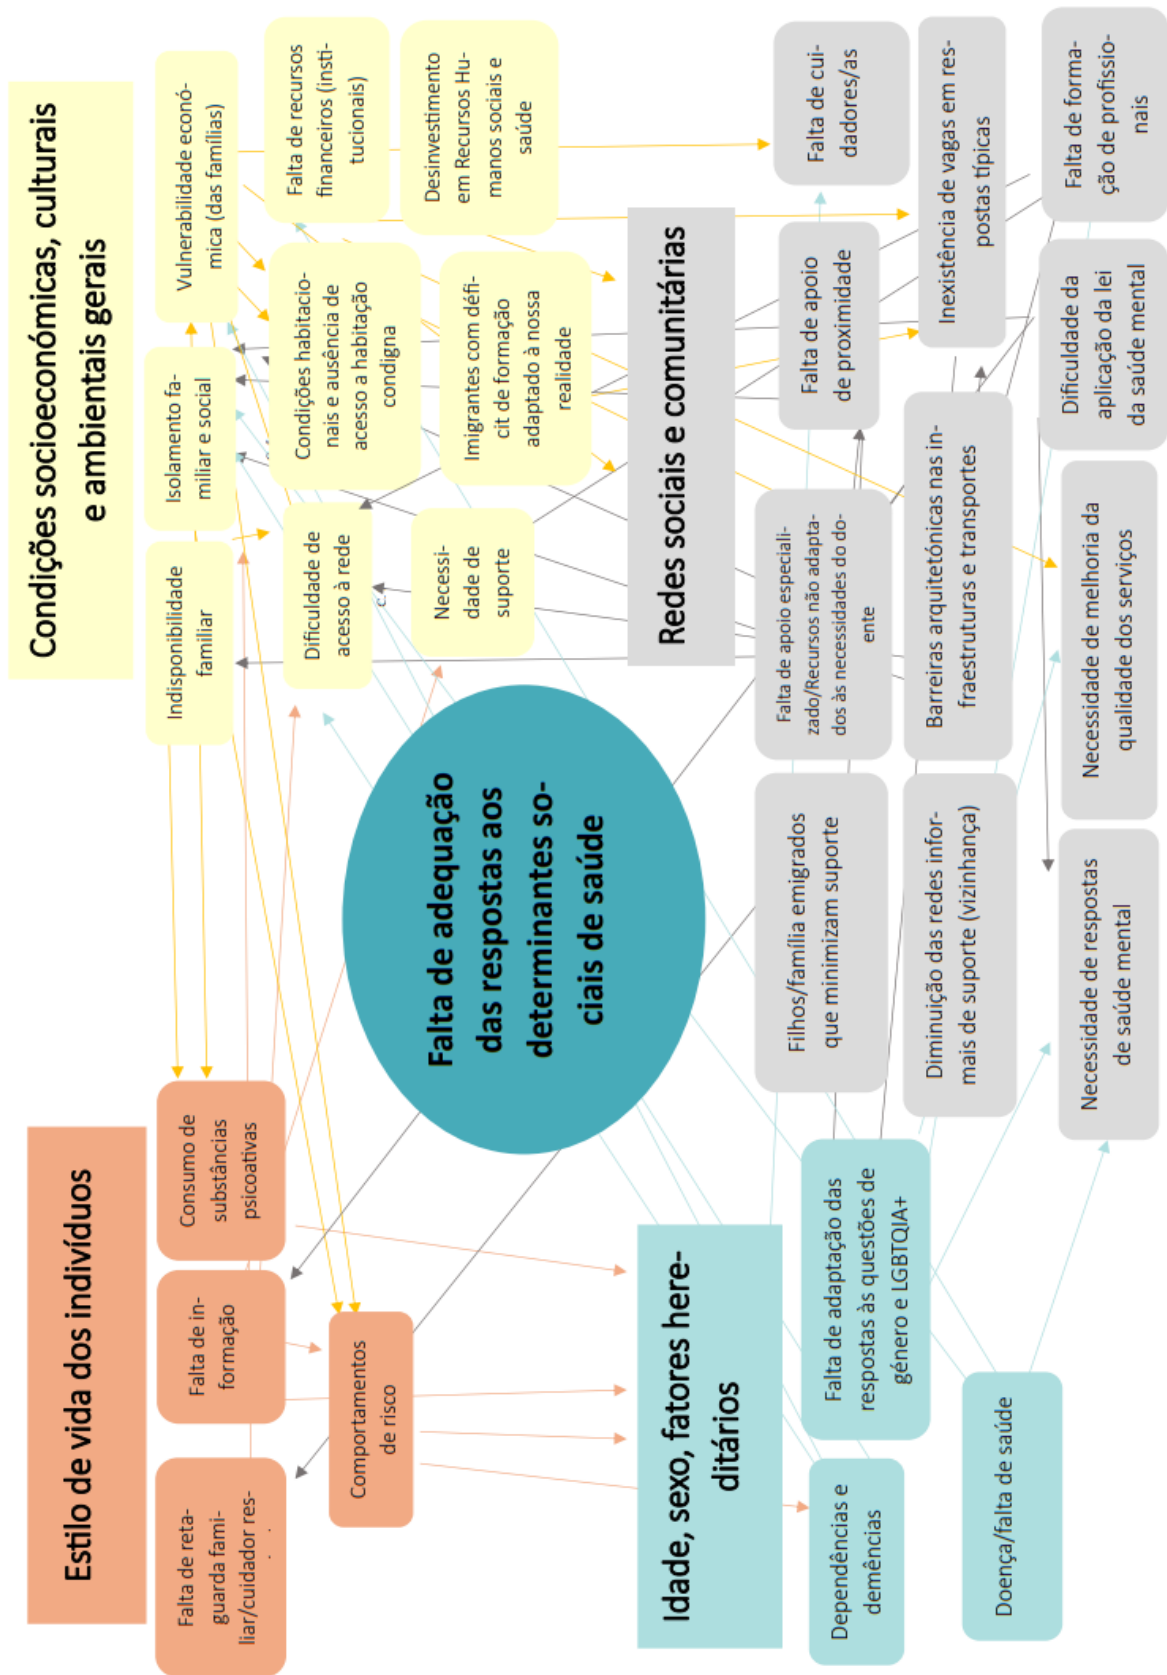 Estilo de vida dos indivíduos
Falta de reta-
guarda fami-
liar/cuidador res-
Falta de in-
formação
Consumo de
substâncias
psicoativas
Comportamentos
de risco
Condições socioeconómicas, culturais
e ambientais gerais
Indisponibilidade
familiar
Isolamento fa-
miliar e social
Vulnerabilidade econó-
mica (das famílias)
Dificuldade de
acesso à rede
Condições habitacio-
nais e ausência de
acesso a habitação
condigna
Falta de recursos
financeiros (insti-
tucionais)
Necessi-
dade de
suporte
Imigrantes com défi-
cit de formação
adaptado à nossa
realidade
Desinvestimento
em Recursos Hu-
manos sociais e
saúde
Falta de adequação
das respostas aos
determinantes so-
ciais de saúde
Idade, sexo, fatores here-
ditários
Dependências e
demências
Falta de adaptação das
respostas às questões de
género e LGBTQIA+
Doença/falta de saúde
Redes sociais e comunitárias
Filhos/família emigrados
que minimizam suporte
Falta de apoio especiali-
zado/Recursos não adapta-
dos às necessidades do do-
ente
Falta de apoio
de proximidade
Falta de cui-
dadores/as
Diminuição das redes infor-
mais de suporte (vizinhança)
Barreiras arquitetónicas nas in-
fraestruturas e transportes
Inexistência de vagas em res-
postas típicas
Necessidade de respostas
de saúde mental
Necessidade de melhoria da
qualidade dos serviços
Dificuldade da
aplicação da lei
da saúde mental
Falta de forma-
ção de profissio-
nais